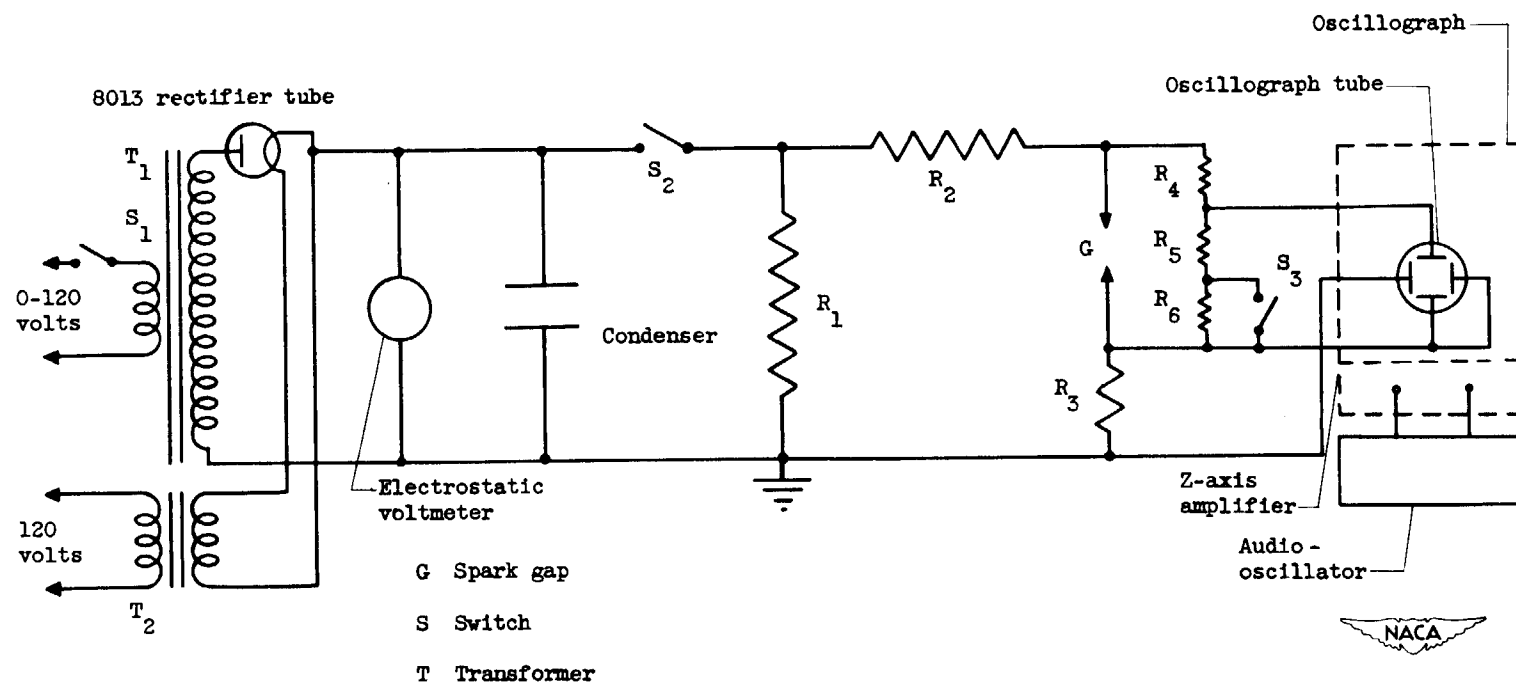 Oscillograph
Oscillograph tube
8013 rectifier tube
T1
S1
0-120
volts
S2
R2
R1
Condenser
G
R4
R5
R6
S3
R3
Electrostatic
voltmeter
Z-axis
amplifier
Audio-
oscillator
120
volts
T2
G Spark gap
S Switch
T Transformer
NACA